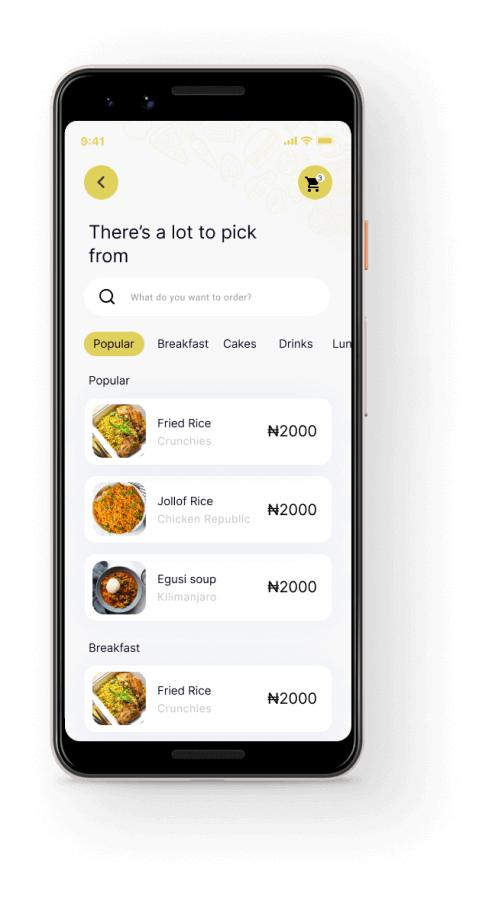 9:41
3
There's a lot to pick
from
What do you want to order?
Popular Breakfast Cakes Drinks Lun
Popular
Fried Rice
Crunchies
₦2000
Jollof Rice
Chicken Republic
₦2000
Egusi soup
Kilimanjaro
₦2000
Breakfast
Fried Rice
Crunchies
₦2000